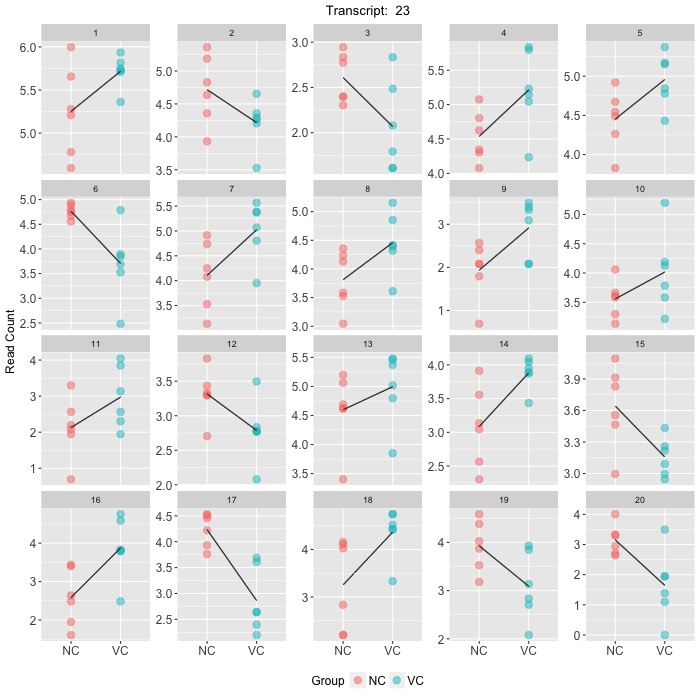 Transcript: 23
1 2 3 4 5
6.0 5.5 5.0
5.0 4.5 4.0 3.5
3.0 2.5 2.0
5.5 5.0 4.5 4.0
5.0 4.5 4.0
6 7 8 9 10
5.0 4.5 4.0 3.5 3.0 2.5
5.5 5.0 4.5 4.0 3.5
5.0 4.5 4.0 3.5 3.0
3 2 1
5.0 4.5 4.0 3.5
Read Count
11 12 13 14 15
4 3 2 1
3.5 3.0 2.5 2.0
5.5 5.0 4.5 4.0 3.5
4.0 3.5 3.0 2.5
3.9 3.6 3.3 3.0
16 17 18 19 20
4 3 2
4.5 4.0 3.5 3.0 2.5
4 3
4 3 2
4 3 2 1 0
NC VC NC VC NC VC NC VC NC VC
Group NC VC